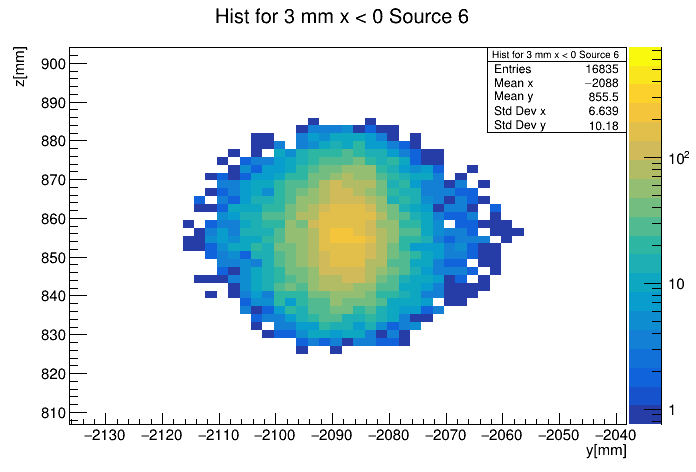 Hist for 3 mm x < 0 Source 6
z[mm]
Hist for 3 mm x < 0 Source 6
Entries 16835
Mean x −2088
Mean y 855.5
Std Dev x 6.639
Std Dev y 10.18
900
890
880
870
860
850
840
830
820
810
10²
10
1
−2130 −2120 −2110 −2100 −2090 −2080 −2070 −2060 −2050 −2040
y[mm]